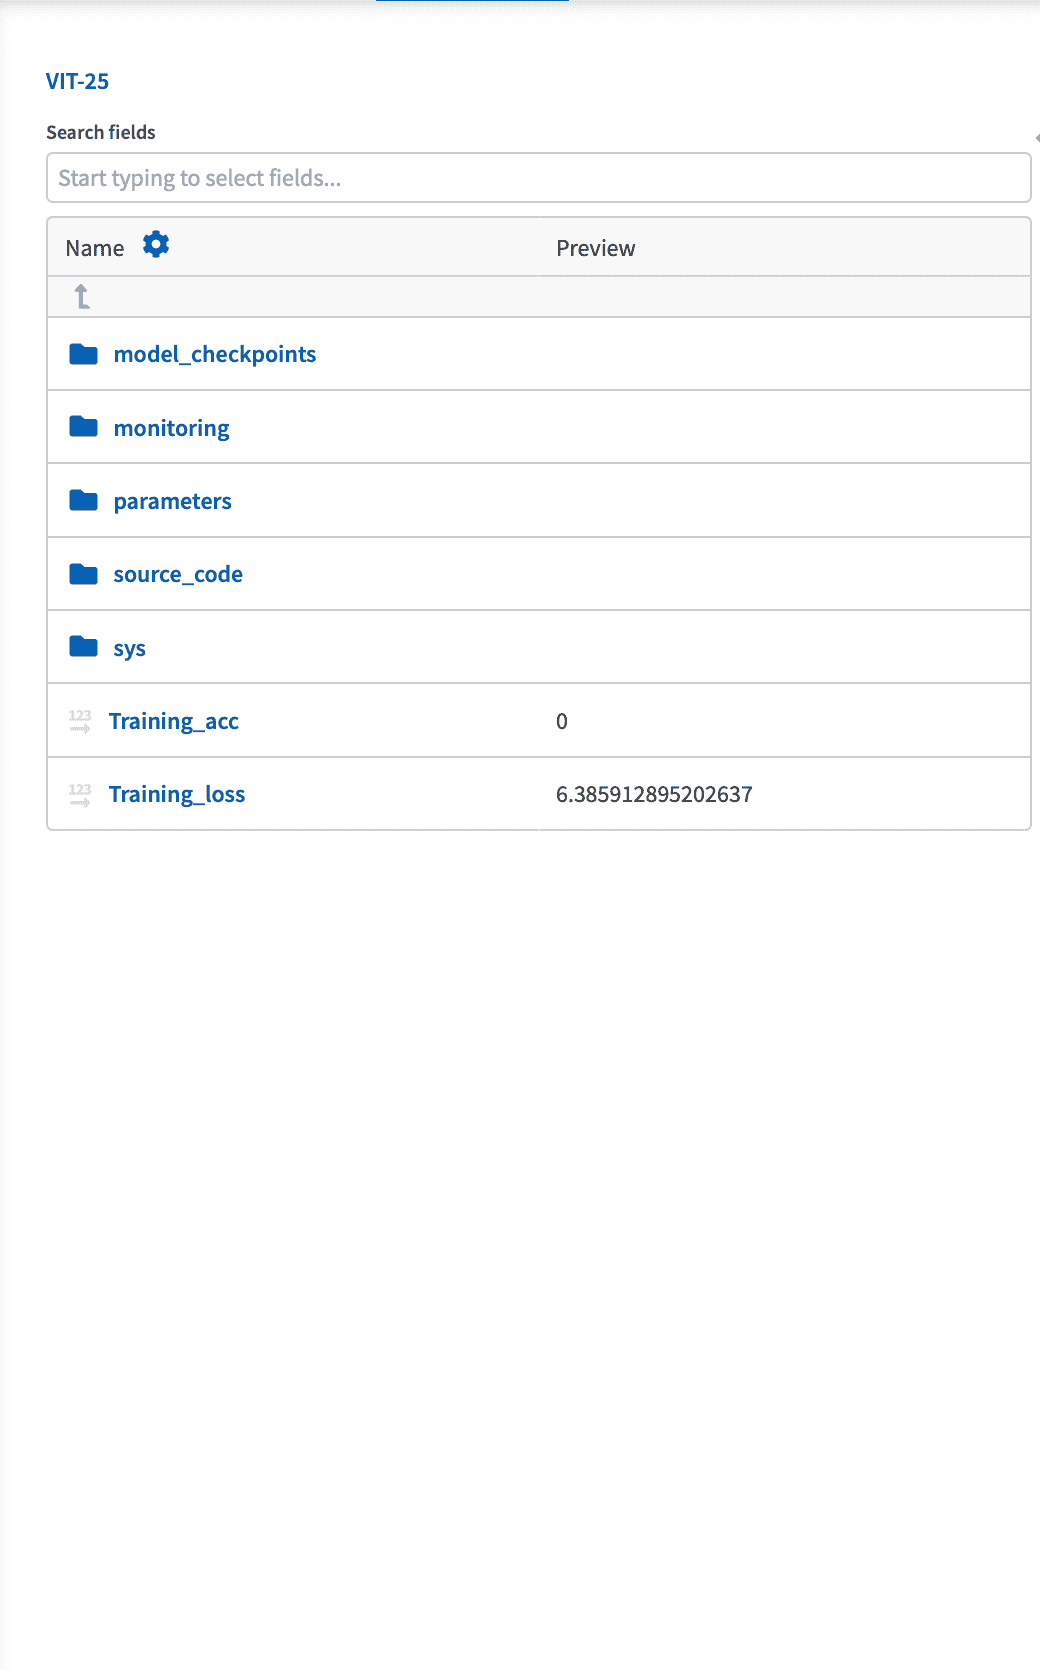 VIT-25
Search fields
Start typing to select fields...
Name Preview
model_checkpoints
monitoring
parameters
source_code
sys
123 Training_acc 0
123 Training_loss 6.385912895202637